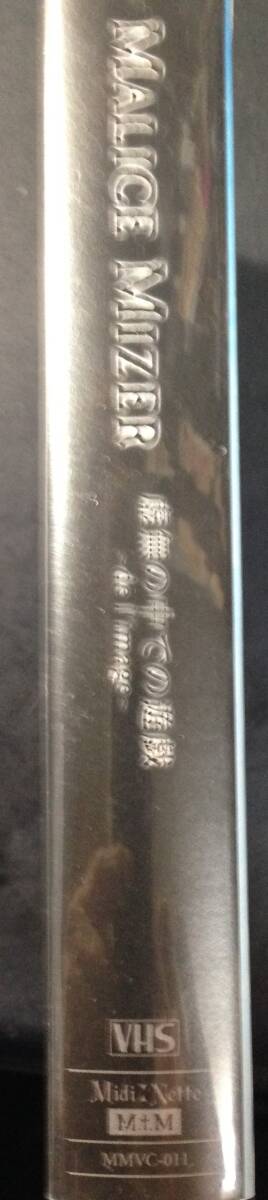 MALICE MIZER
虚無の中での遊戯
~de l'image~
VHS
Midi:Nette
M†M
MMVC-011